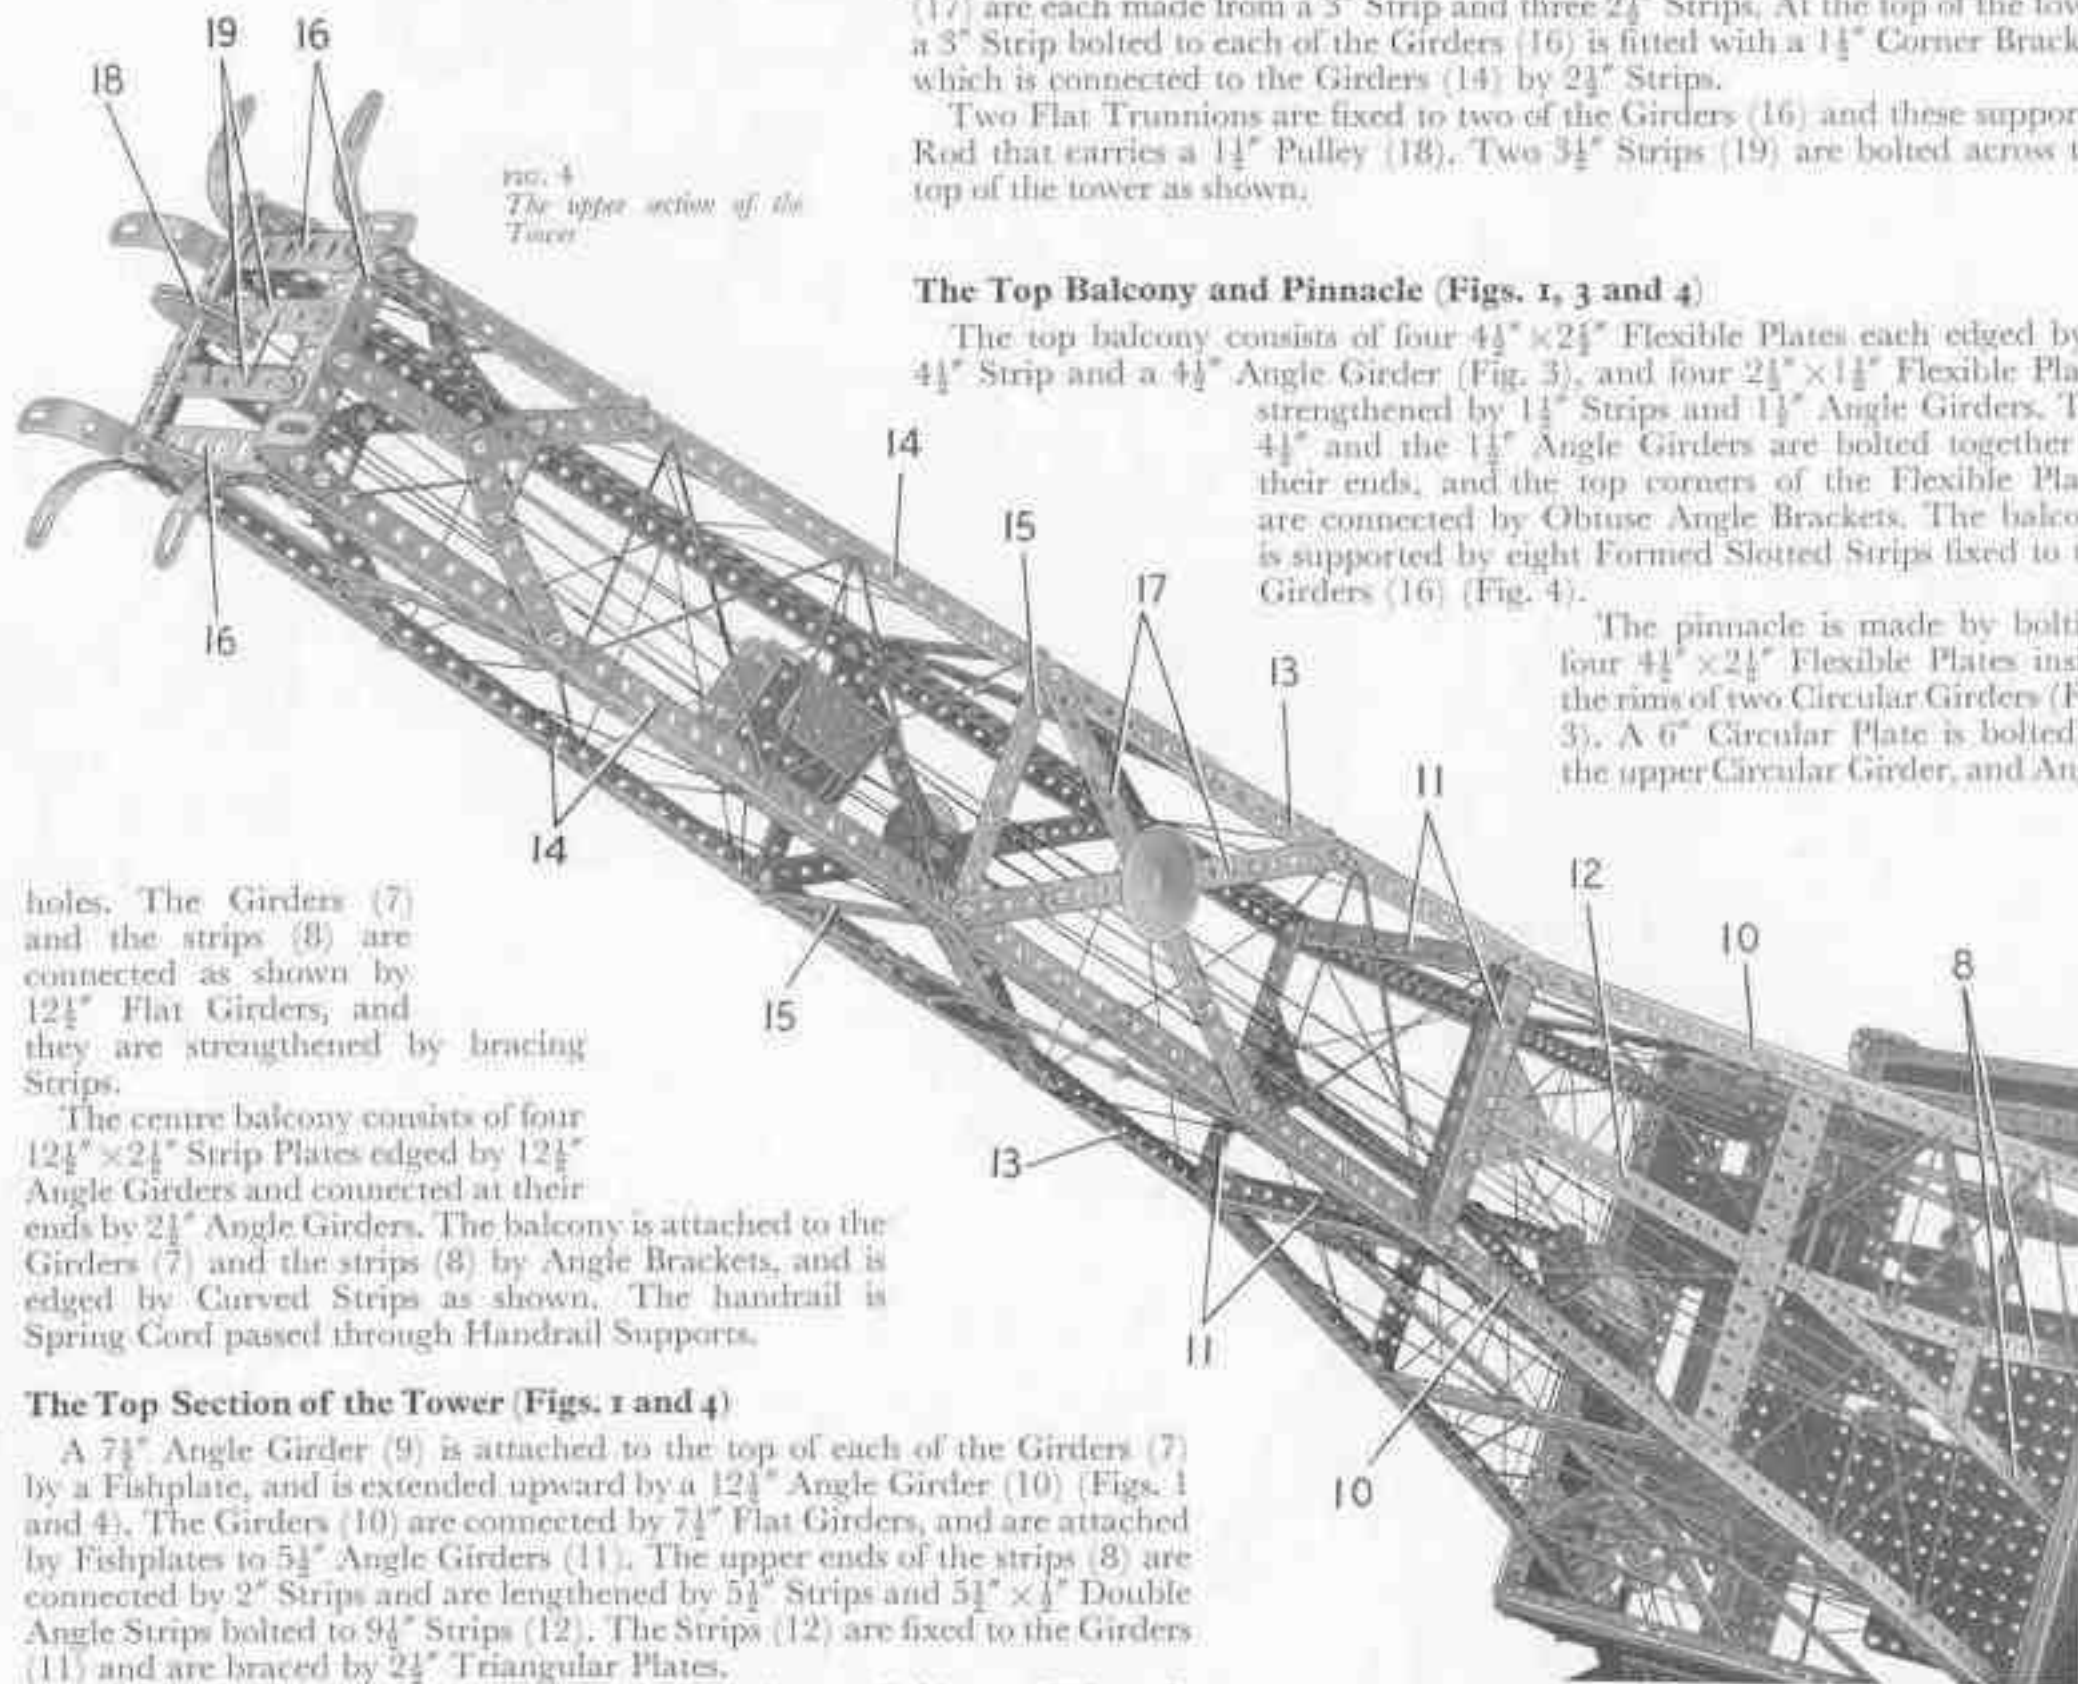 19 16
18
FIG. 4
The upper section of the
Tower
14
15
17
13
11
12
10
8
16
14
15
13
11
10
holes. The Girders (7)
and the strips (8) are
connected as shown by
12½″ Flat Girders, and
they are strengthened by bracing
Strips.
The centre balcony consists of four
12½″ ×2½″ Strip Plates edged by 12½″
Angle Girders and connected at their
ends by 2½″ Angle Girders. The balcony is attached to the
Girders (7) and the strips (8) by Angle Brackets, and is
edged by Curved Strips as shown. The handrail is
Spring Cord passed through Handrail Supports.
The Top Section of the Tower (Figs. 1 and 4)
A 7½″ Angle Girder (9) is attached to the top of each of the Girders (7)
by a Fishplate, and is extended upward by a 12½″ Angle Girder (10) (Figs. 1
and 4). The Girders (10) are connected by 7½″ Flat Girders, and are attached
by Fishplates to 5½″ Angle Girders (11). The upper ends of the strips (8) are
connected by 2″ Strips and are lengthened by 5½″ Strips and 5½″ ×½″ Double
Angle Strips bolted to 9½″ Strips (12). The Strips (12) are fixed to the Girders
(11) and are braced by 2½″ Triangular Plates.
(17) are each made from a 3″ Strip and three 2½″ Strips. At the top of the
a 3″ Strip bolted to each of the Girders (16) is fitted with a 1½″ Corner
which is connected to the Girders (14) by 2½″ Strips.
Two Flat Trunnions are fixed to two of the Girders (16) and these
Rod that carries a 1½″ Pulley (18). Two 3½″ Strips (19) are bolted across
top of the tower as shown.
The Top Balcony and Pinnacle (Figs. 1, 3 and 4)
The top balcony consists of four 4½″ ×2½″ Flexible Plates each edged by
4½″ Strip and a 4½″ Angle Girder (Fig. 3), and four 2½″ ×1½″ Flexible
strengthened by 1½″ Strips and 1½″ Angle Girders.
4½″ and the 1½″ Angle Girders are bolted together
their ends, and the top corners of the Flexible
are connected by Obtuse Angle Brackets. The
is supported by eight Formed Slotted Strips fixed to
Girders (16) (Fig. 4).
The pinnacle is made by
four 4½″ ×2½″ Flexible Plates
the rims of two Circular Girders
3). A 6″ Circular Plate is bolted
the upper Circular Girder, and